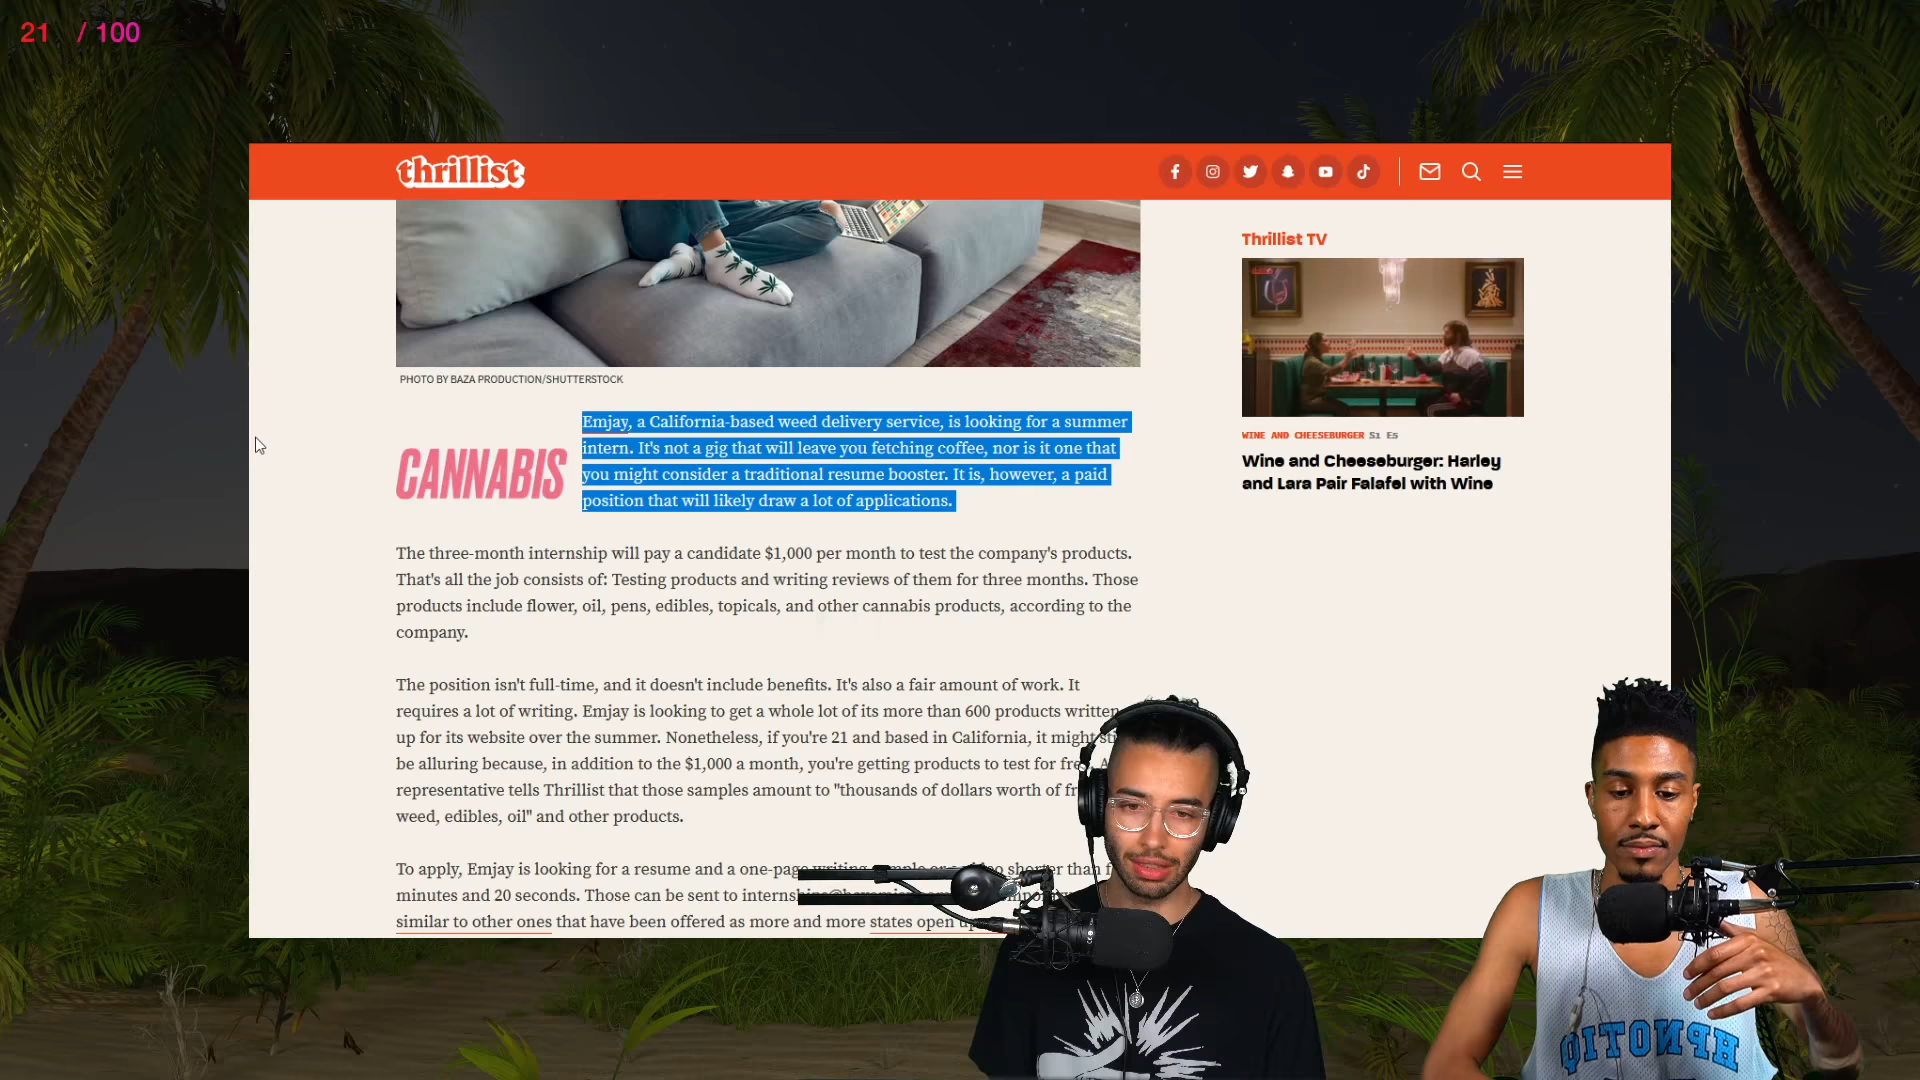 21 / 100
thrillist
PHOTO BY BAZA PRODUCTION/SHUTTERSTOCK
CANNABIS
Emjay, a California-based weed delivery service, is looking for a summer
intern. It's not a gig that will leave you fetching coffee, nor is it one that
you might consider a traditional resume booster. It is, however, a paid
position that will likely draw a lot of applications.
The three-month internship will pay a candidate $1,000 per month to test the company's products.
That's all the job consists of: Testing products and writing reviews of them for three months. Those
products include flower, oil, pens, edibles, topicals, and other cannabis products, according to the
company.
The position isn't full-time, and it doesn't include benefits. It's also a fair amount of work. It
requires a lot of writing. Emjay is looking to get a whole lot of its more than 600 products written
up for its website over the summer. Nonetheless, if you're 21 and based in California, it might
be alluring because, in addition to the $1,000 a month, you're getting products to test for
representative tells Thrillist that those samples amount to "thousands of dollars worth of
weed, edibles, oil" and other products.
To apply, Emjay is looking for a resume and a one-page writing sample or shorter than
minutes and 20 seconds. Those can be sent to
similar to other ones that have been offered as more and more states open
Thrillist TV
WINE AND CHEESEBURGER S1 E5
Wine and Cheeseburger: Harley
and Lara Pair Falafel with Wine
HPNOTIQ